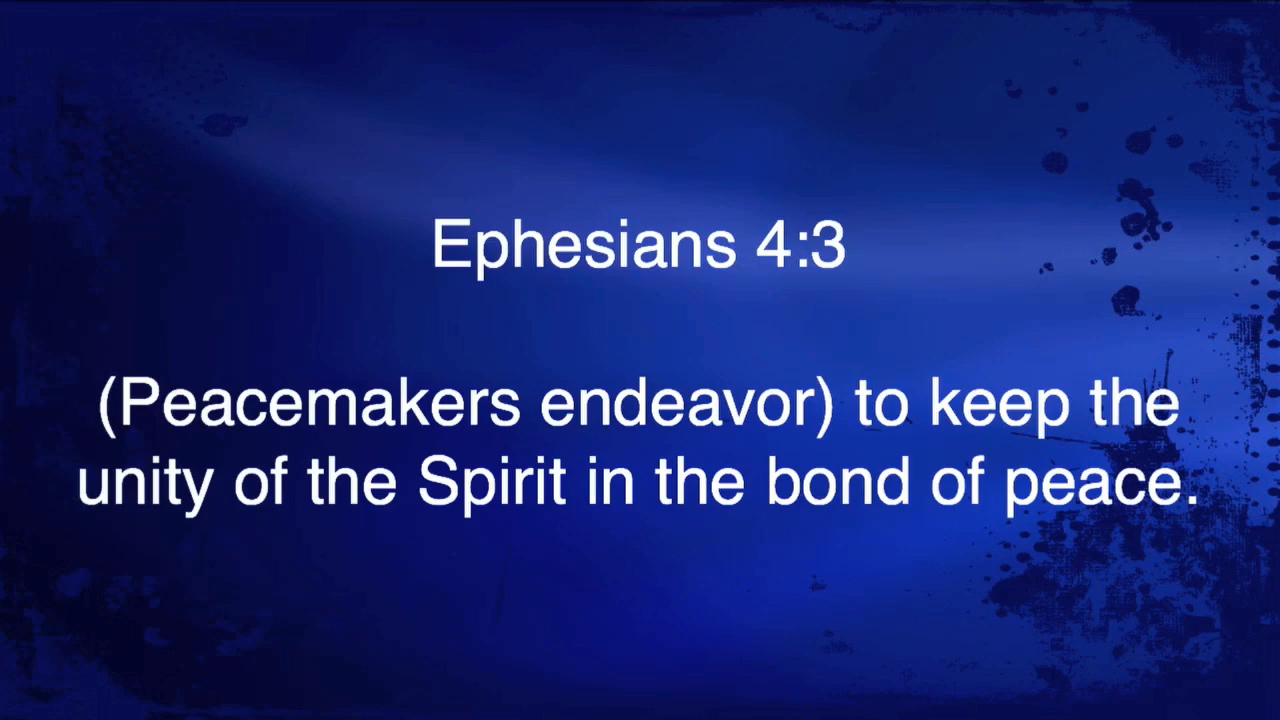 Ephesians 4:3
(Peacemakers endeavor) to keep the
unity of the Spirit in the bond of peace.